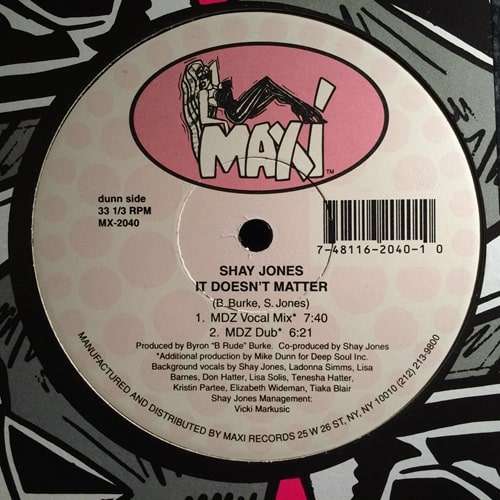 MAXI
TM
dunn side
33 1/3 RPM
MX-2040
7-48116-2040-1 0
SHAY JONES
IT DOESN'T MATTER
(B. Burke, S. Jones)
1. MDZ Vocal Mix* 7:40
2. MDZ Dub* 6:21
Produced by Byron "B Rude" Burke. Co-produced by Shay Jones
*Additional production by Mike Dunn for Deep Soul Inc.
Background vocals by Shay Jones, Ladonna Simms, Lisa
Barnes, Don Hatter, Lisa Solis, Tenesha Hatter,
Kristin Partee, Elizabeth Wideman, Tiaka Blair
Shay Jones Management:
Vicki Markusic
MANUFACTURED AND DISTRIBUTED BY MAXI RECORDS 25 W 26 ST, NY, NY 10010 (212) 213-9800